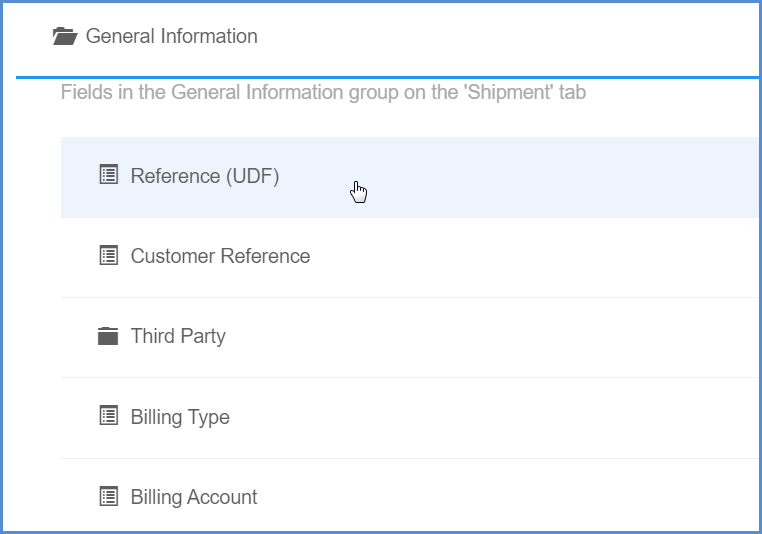 General Information
Fields in the General Information group on the 'Shipment' tab
Reference (UDF)
Customer Reference
Third Party
Billing Type
Billing Account